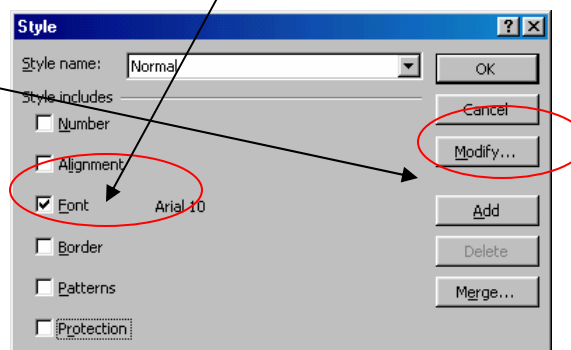 Style
Style name: Normal
OK
Style includes
Cancel
Number
Modify...
Alignment
Font Arial 10
Add
Border
Delete
Patterns
Merge...
Protection